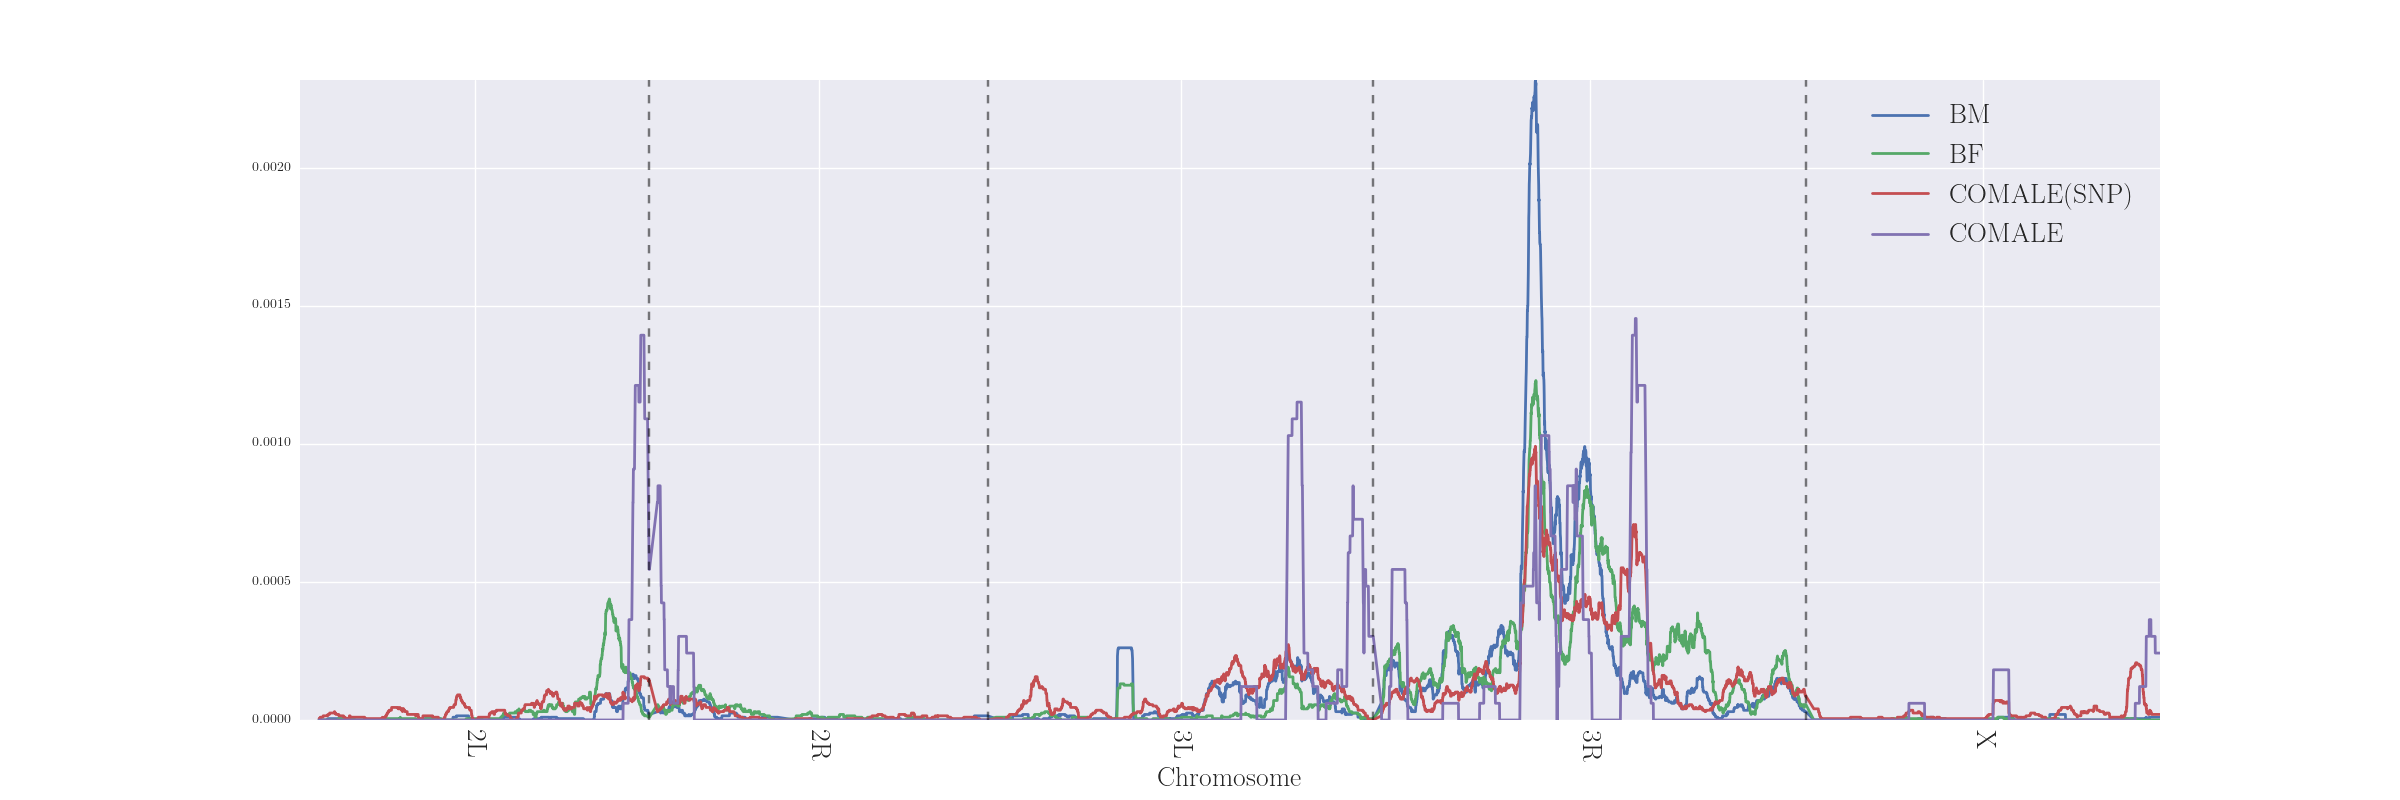 BM
BF
COMALE(SNP)
COMALE
0.0020
0.0015
0.0010
0.0005
0.0000
2L
2R
3L
3R
X
Chromosome